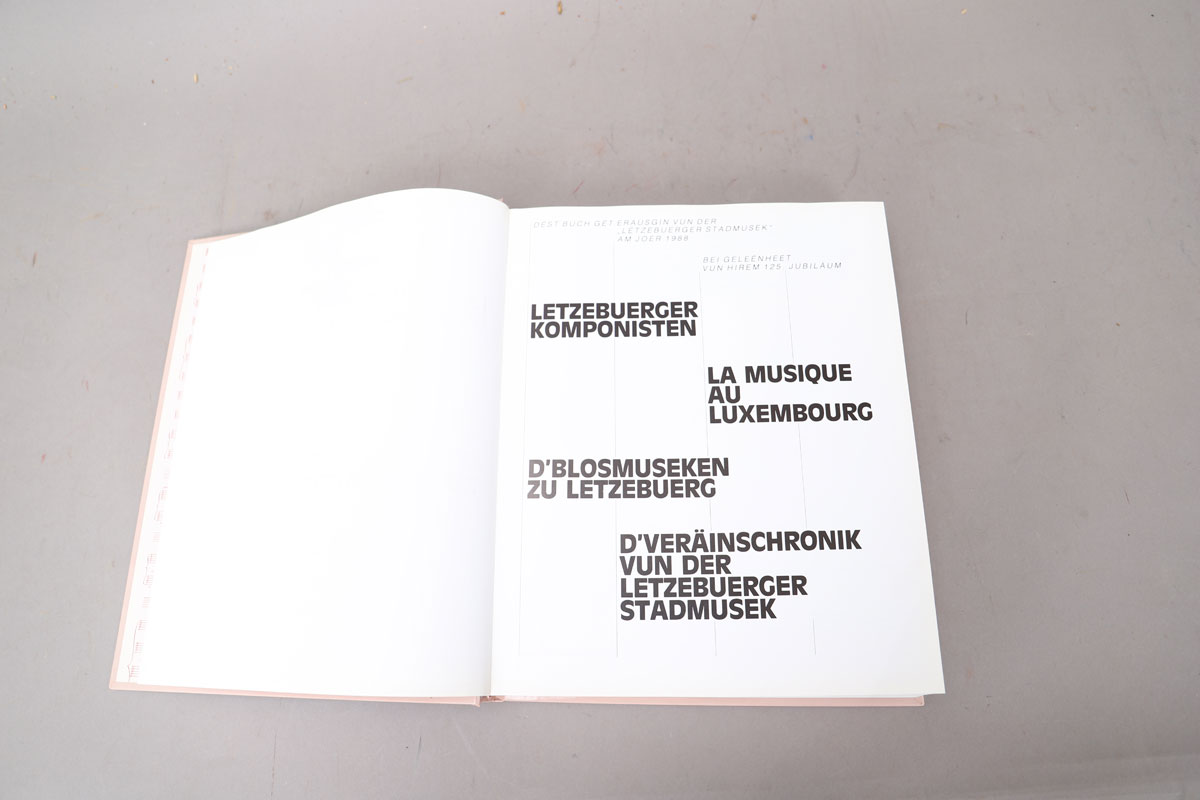 DEST BUCH GET ERAUSGIN VUN DER
„LETZEBUERGER STADMUSEK"
AM JOER 1988
BEI GELEËNHEET
VUN HIREM 125. JUBILÄUM
LETZEBUERGER
KOMPONISTEN
LA MUSIQUE
AU
LUXEMBOURG
D'BLOSMUSEKEN
ZU LETZEBUERG
D'VERÄINSCHRONIK
VUN DER
LETZEBUERGER
STADMUSEK